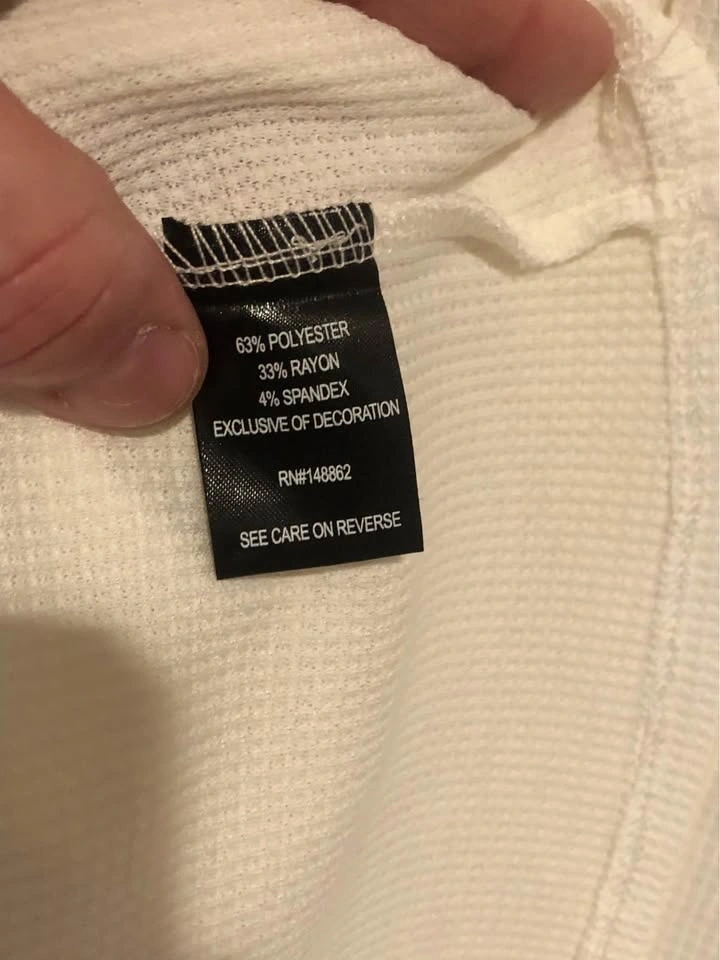 63% POLYESTER
33% RAYON
4% SPANDEX
EXCLUSIVE OF DECORATION
RN#148862
SEE CARE ON REVERSE